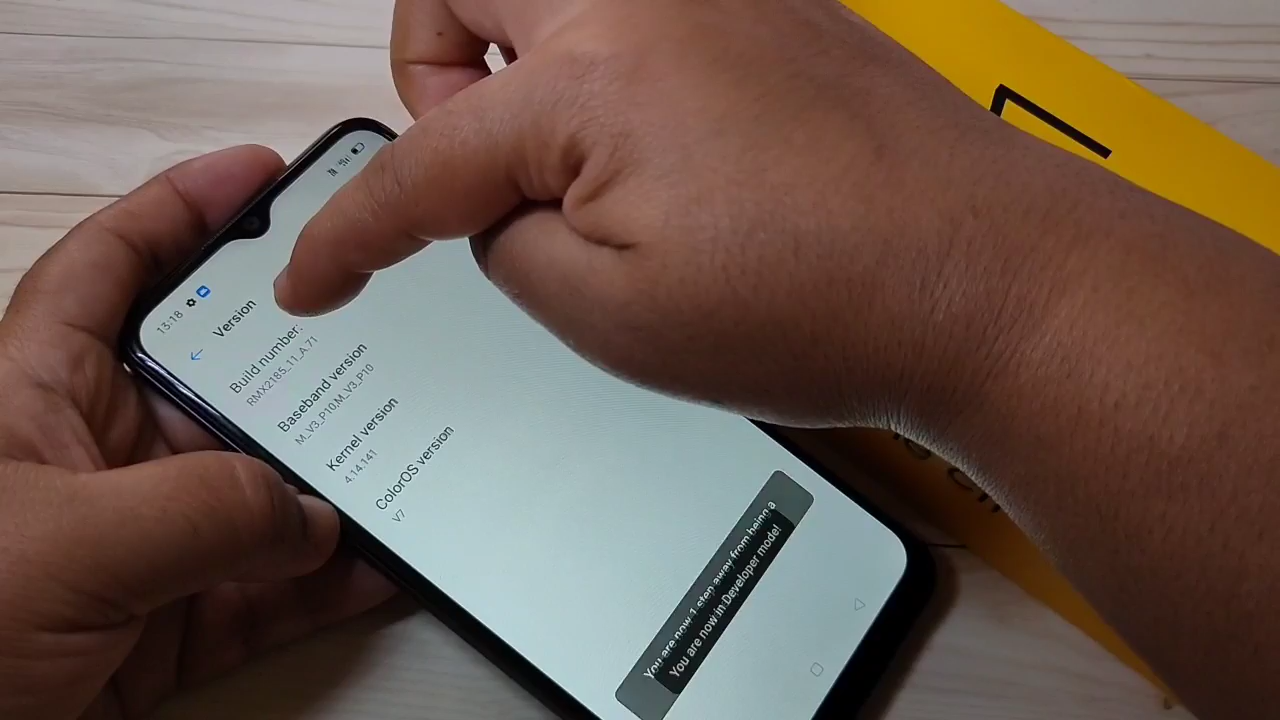 13:18
Version
Build number:
RMX2185_11_A.71
Baseband version
M_V3_P10,M_V3_P10
Kernel version
4.14.141
ColorOS version
V7
You are now 1 step away from being a
You are now in Developer mode!